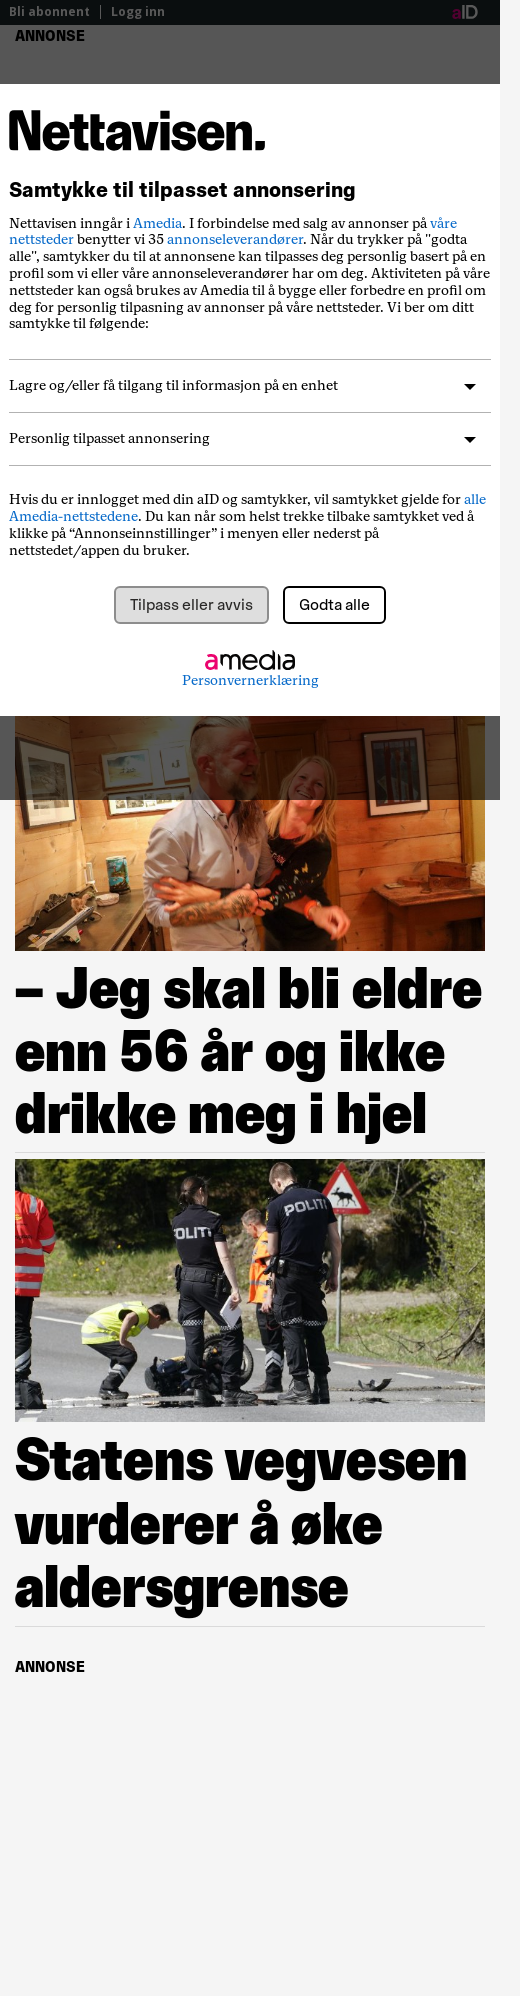 Bli abonnent | Logg inn
aID
ANNONSE
Nettavisen.
Samtykke til tilpasset annonsering
Nettavisen inngår i Amedia. I forbindelse med salg av annonser på våre
nettsteder benytter vi 35 annonseleverandører. Når du trykker på "godta
alle", samtykker du til at annonsene kan tilpasses deg personlig basert på en
profil som vi eller våre annonseleverandører har om deg. Aktiviteten på våre
nettsteder kan også brukes av Amedia til å bygge eller forbedre en profil om
deg for personlig tilpasning av annonser på våre nettsteder. Vi ber om ditt
samtykke til følgende:
Lagre og/eller få tilgang til informasjon på en enhet
Personlig tilpasset annonsering
Hvis du er innlogget med din aID og samtykker, vil samtykket gjelde for alle
Amedia-nettstedene. Du kan når som helst trekke tilbake samtykket ved å
klikke på “Annonseinnstillinger” i menyen eller nederst på
nettstedet/appen du bruker.
Tilpass eller avvis
Godta alle
amedia
Personvernerklæring
– Jeg skal bli eldre
enn 56 år og ikke
drikke meg i hjel
POLITI
POLITI
Statens vegvesen
vurderer å øke
aldersgrense
ANNONSE